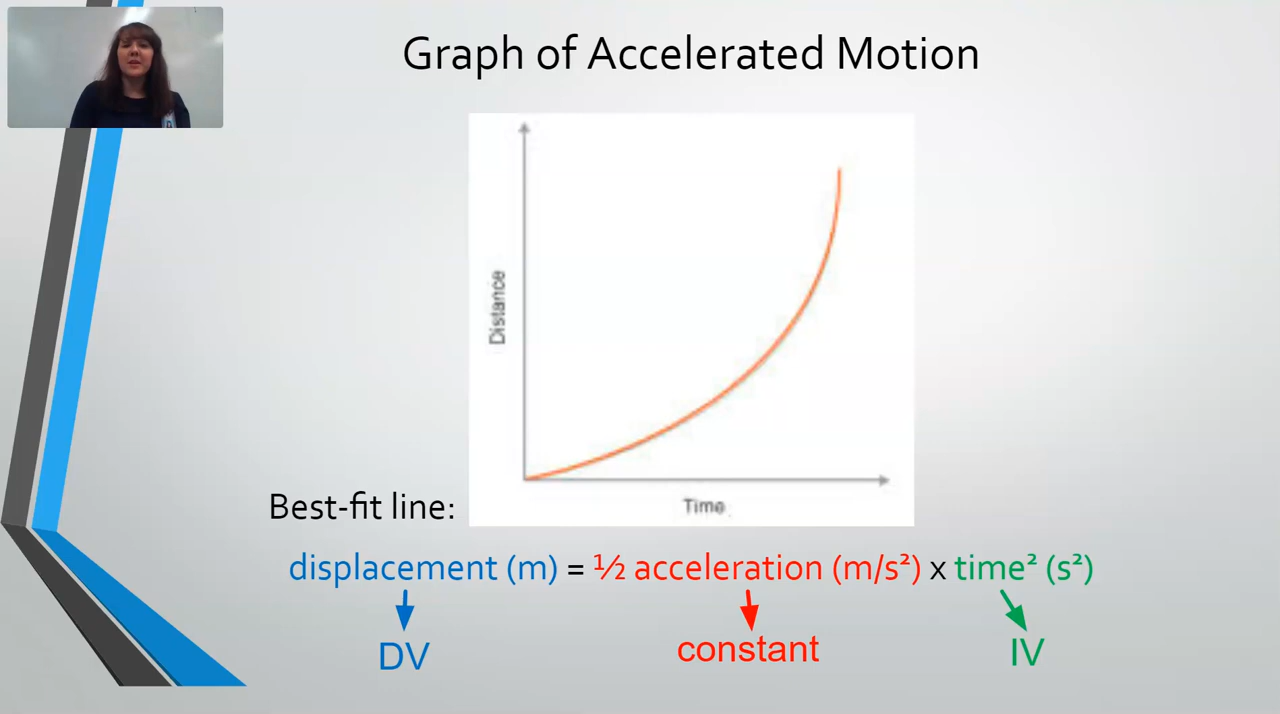 Graph of Accelerated Motion
Distance
Time
Best-fit line:
displacement (m) = ½ acceleration (m/s²) x time² (s²)
DV
constant
IV